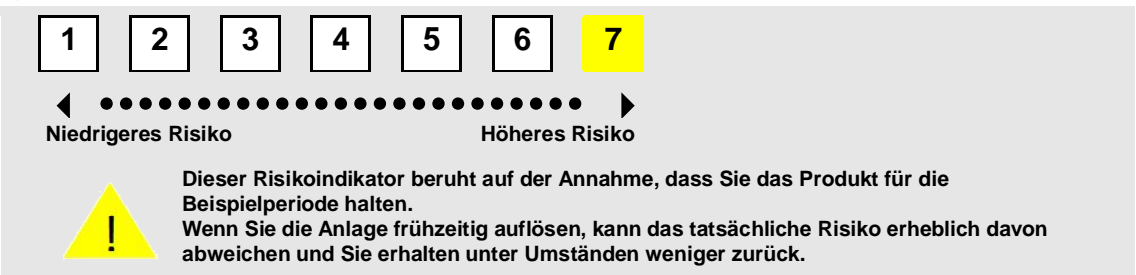 1 2 3 4 5 6 7
Niedrigeres Risiko Höheres Risiko
Dieser Risikoindikator beruht auf der Annahme, dass Sie das Produkt für die
Beispielperiode halten.
Wenn Sie die Anlage frühzeitig auflösen, kann das tatsächliche Risiko erheblich davon
abweichen und Sie erhalten unter Umständen weniger zurück.
!